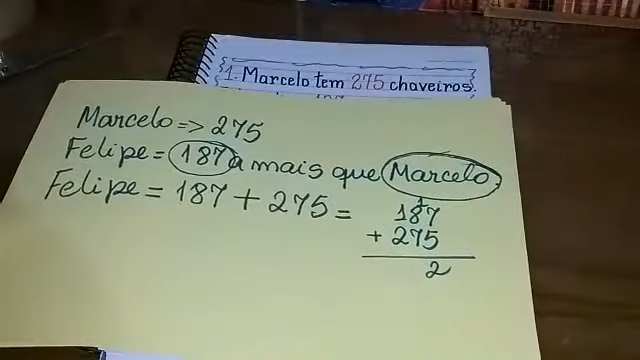 1. Marcelo tem 275 chaveiros.
Marcelo => 275
Felipe = 187 a mais que Marcelo.
Felipe = 187 + 275 =
1
187
+ 275
2